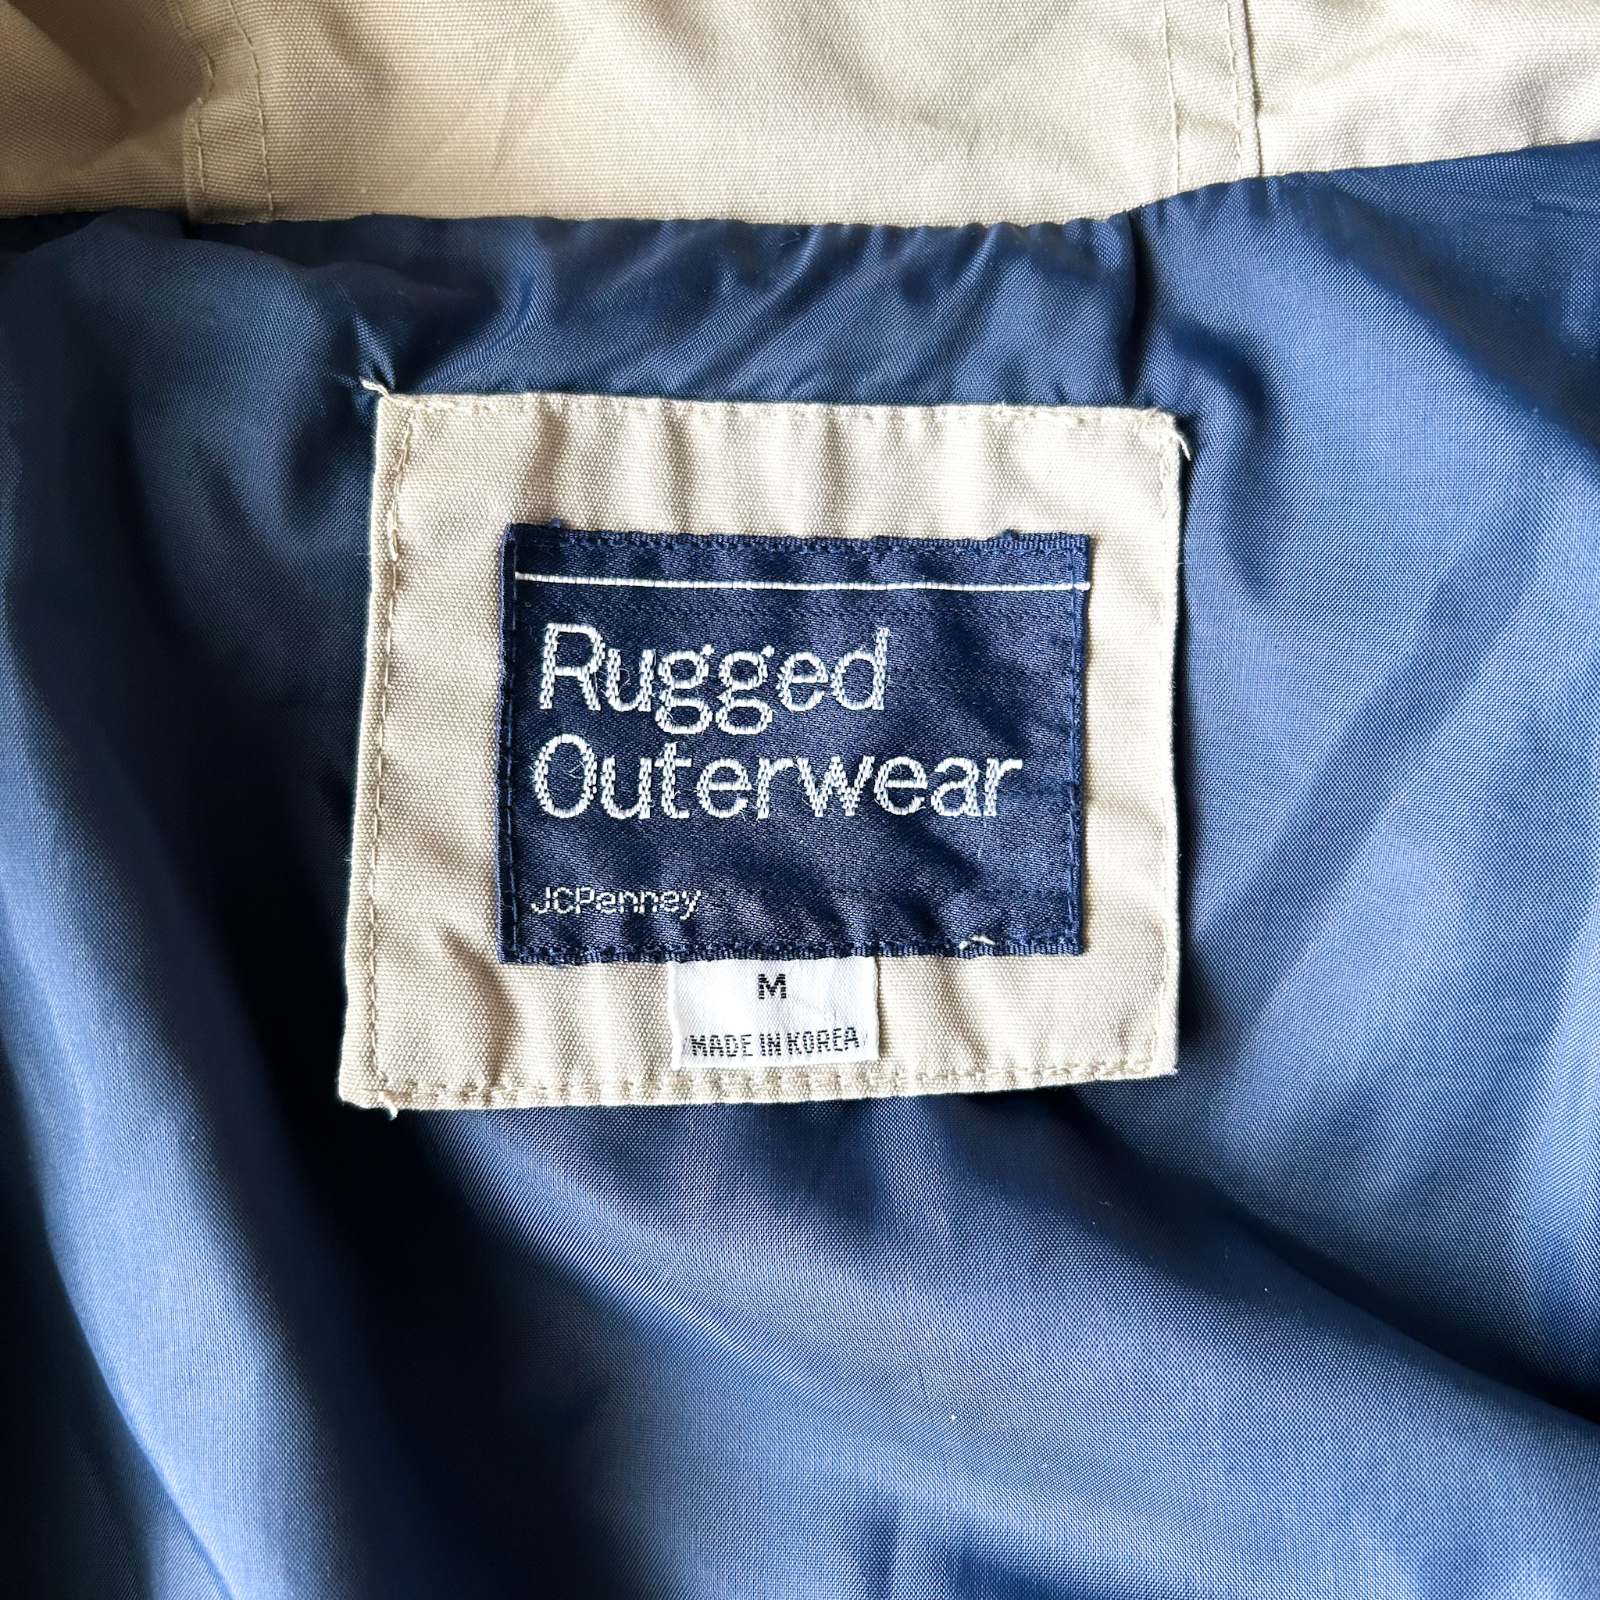 Rugged
Outerwear
JCPenney
M
MADE IN KOREA